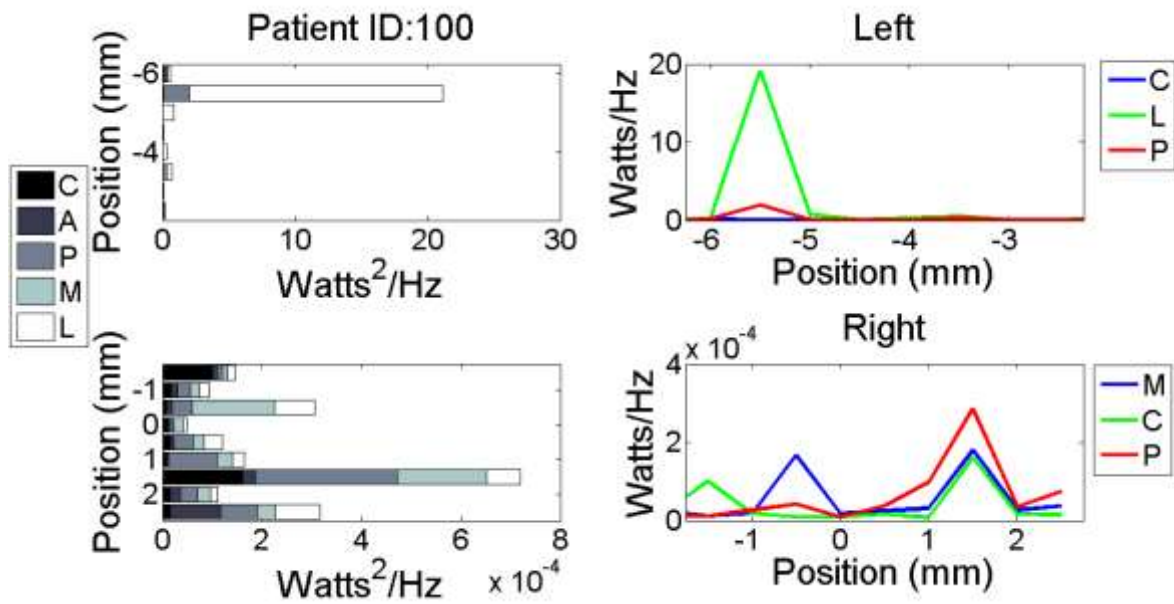 Patient ID:100
Position (mm)
-6
-4
0 10 20 30
Watts2/Hz
C
A
P
M
L
Left
Watts/Hz
20
10
0
-6 -5 -4 -3
Position (mm)
C
L
P
Position (mm)
-1
0
1
2
0 2 4 6 8
x 10-4
Watts2/Hz
Right
x 10-4
Watts/Hz
4
2
0
-1 0 1 2
Position (mm)
M
C
P